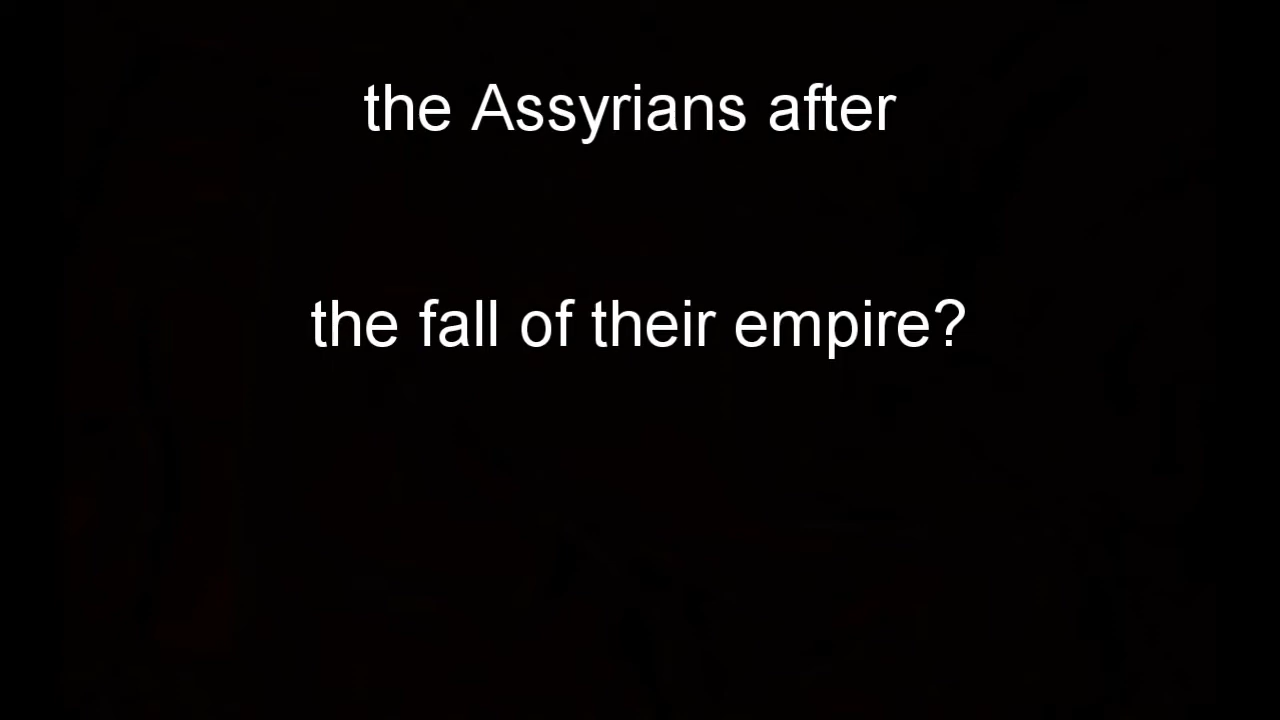 the Assyrians after
the fall of their empire?